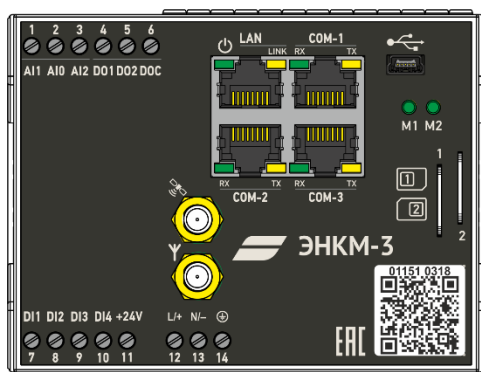 1 2 3 4 5 6
AI1 AI0 AI2 DO1 DO2 DOC
LAN COM-1
LINK RX TX
M1 M2
RX TX RX TX
COM-2 COM-3
1
1
2
2
ЭНКМ-3
01151 0318
DI1 DI2 DI3 DI4 +24V L/+ N/–
7 8 9 10 11 12 13 14
EAC